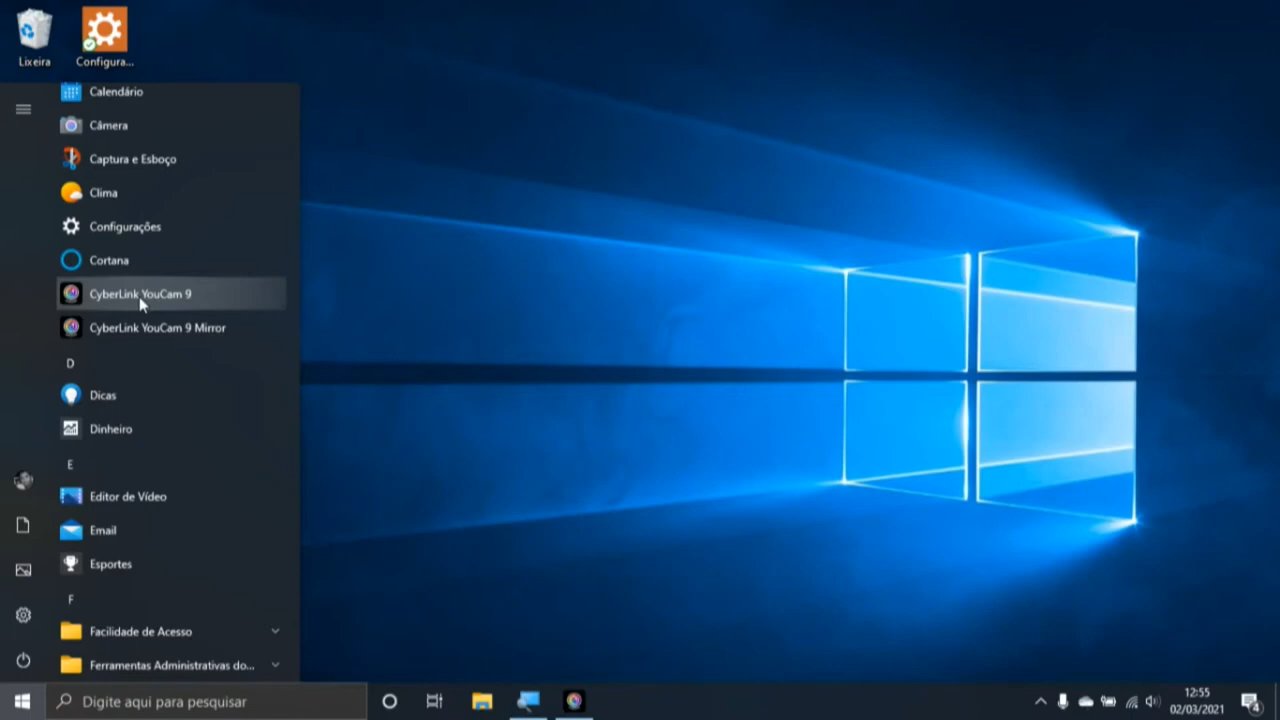 Lixeira
Configura...
Calendário
Câmera
Captura e Esboço
Clima
Configurações
Cortana
CyberLink YouCam 9
CyberLink YouCam 9 Mirror
D
Dicas
Dinheiro
E
Editor de Vídeo
Email
Esportes
F
Facilidade de Acesso
Ferramentas Administrativas do...
Digite aqui para pesquisar
12:55
02/03/2021
4